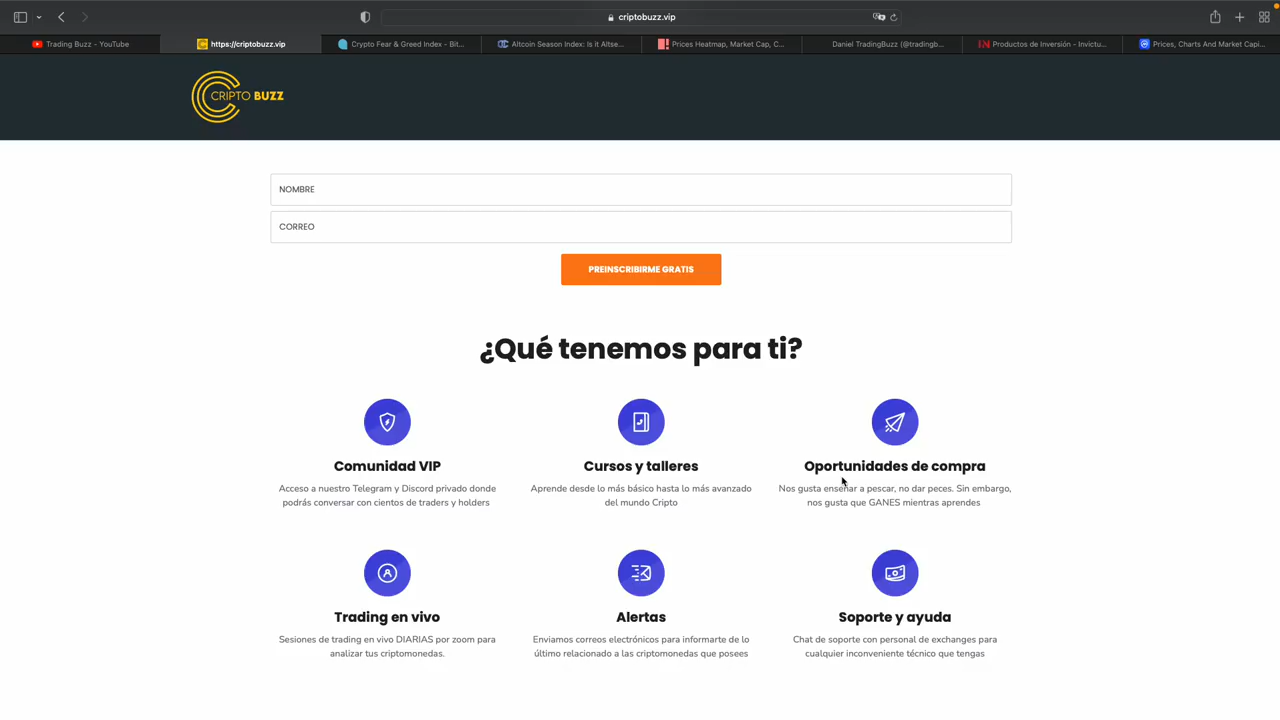 criptobuzz.vip
Trading Buzz - YouTube
https://criptobuzz.vip
Crypto Fear & Greed Index - Bit...
Altcoin Season Index: Is it Altse...
Prices Heatmap, Market Cap, C...
Daniel TradingBuzz (@tradingb...
Productos de Inversión - Invictu...
Prices, Charts And Market Capi...
CRIPTO BUZZ
NOMBRE
CORREO
PREINSCRIBIRME GRATIS
¿Qué tenemos para ti?
Comunidad VIP
Acceso a nuestro Telegram y Discord privado donde
podrás conversar con cientos de traders y holders
Cursos y talleres
Aprende desde lo más básico hasta lo más avanzado
del mundo Cripto
Oportunidades de compra
Nos gusta enseñar a pescar, no dar peces. Sin embargo,
nos gusta que GANES mientras aprendes
Trading en vivo
Sesiones de trading en vivo DIARIAS por zoom para
analizar tus criptomonedas.
Alertas
Enviamos correos electrónicos para informarte de lo
último relacionado a las criptomonedas que posees
Soporte y ayuda
Chat de soporte con personal de exchanges para
cualquier inconveniente técnico que tengas